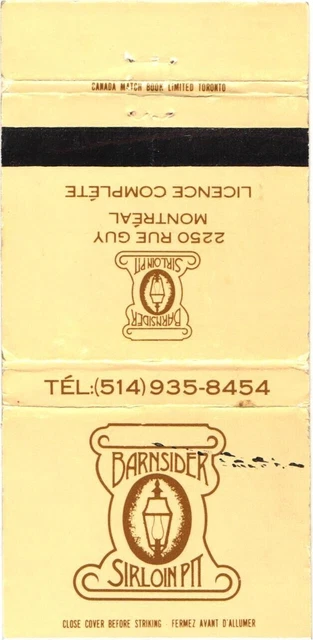 CANADA MATCH BOOK LIMITED TORONTO
LICENCE COMPLÉTE
MONTRÉAL
2250 RUE GUY
SIRLOIN PIT
BARNSIDER
TÉL:(514)935-8454
BARNSIDER
SIRLOIN PIT
CLOSE COVER BEFORE STRIKING - FERMEZ AVANT D'ALLUMER